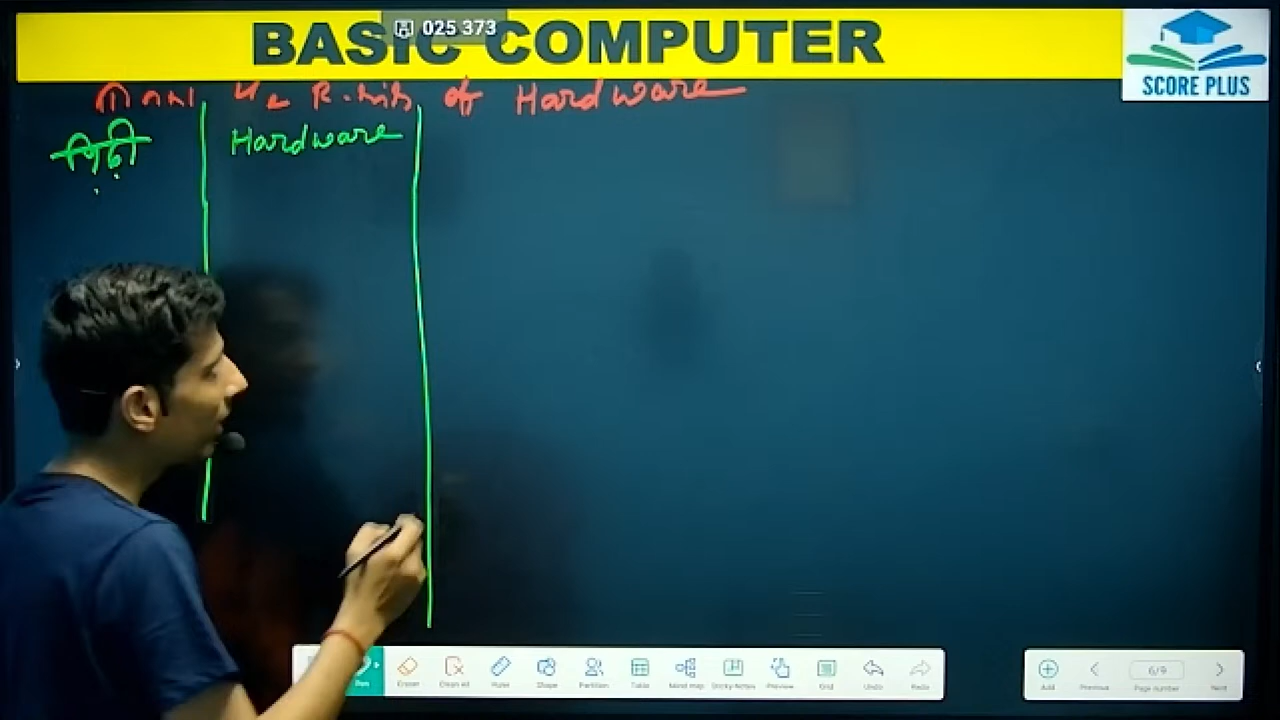 BASIC COMPUTER
025 373
SCORE PLUS
of Hardware
पिढी Hardware
Pen Eraser Clean All Ruler Shape Partition Table Mind map Sticky Notes Preview Grid Undo Redo
Add Previous 6/9 Page number Next